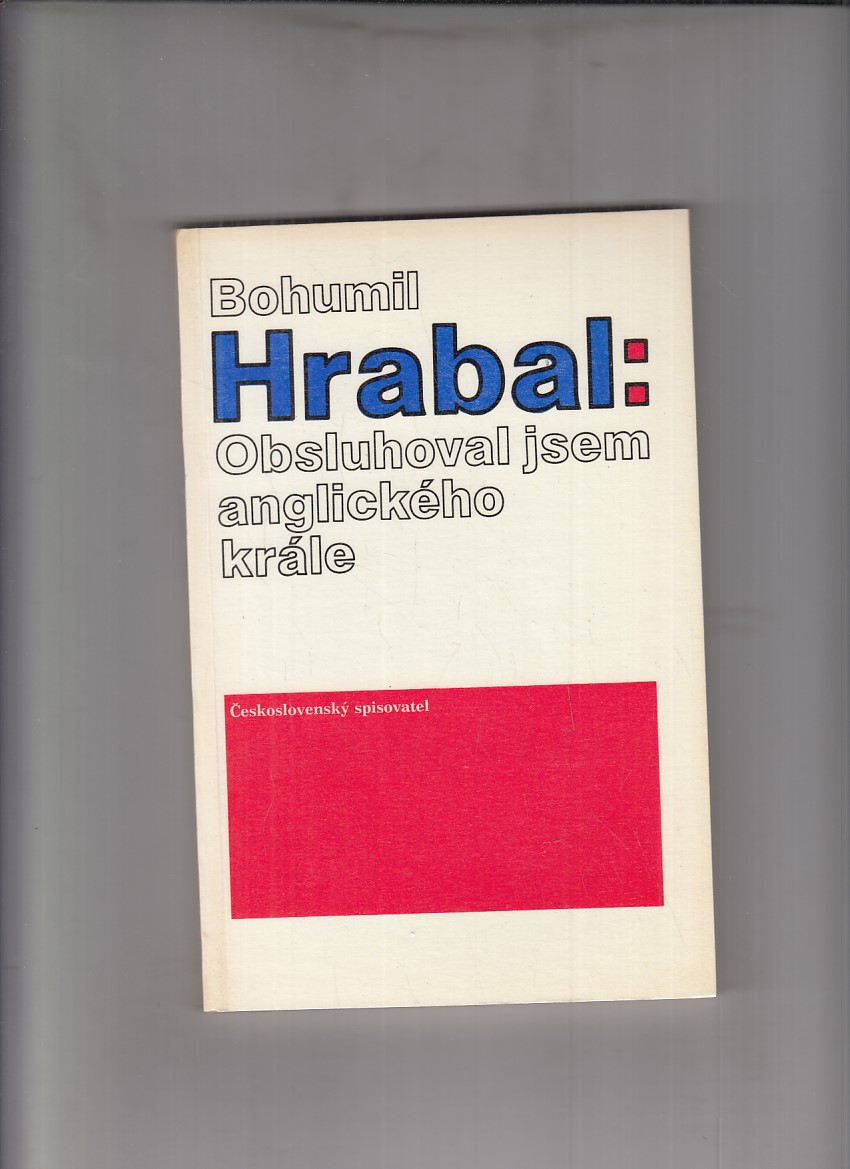 Bohumil
Hrabal:
Obsluhoval jsem
anglického
krále
Československý spisovatel